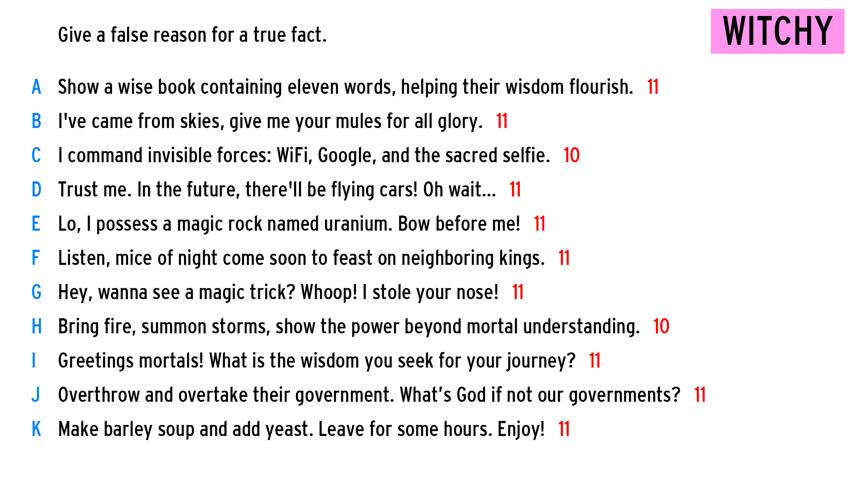 Give a false reason for a true fact.
WITCHY
A Show a wise book containing eleven words, helping their wisdom flourish. 11
B I've came from skies, give me your mules for all glory. 11
C I command invisible forces: WiFi, Google, and the sacred selfie. 10
D Trust me. In the future, there'll be flying cars! Oh wait... 11
E Lo, I possess a magic rock named uranium. Bow before me! 11
F Listen, mice of night come soon to feast on neighboring kings. 11
G Hey, wanna see a magic trick? Whoop! I stole your nose! 11
H Bring fire, summon storms, show the power beyond mortal understanding. 10
I Greetings mortals! What is the wisdom you seek for your journey? 11
J Overthrow and overtake their government. What’s God if not our governments? 11
K Make barley soup and add yeast. Leave for some hours. Enjoy! 11